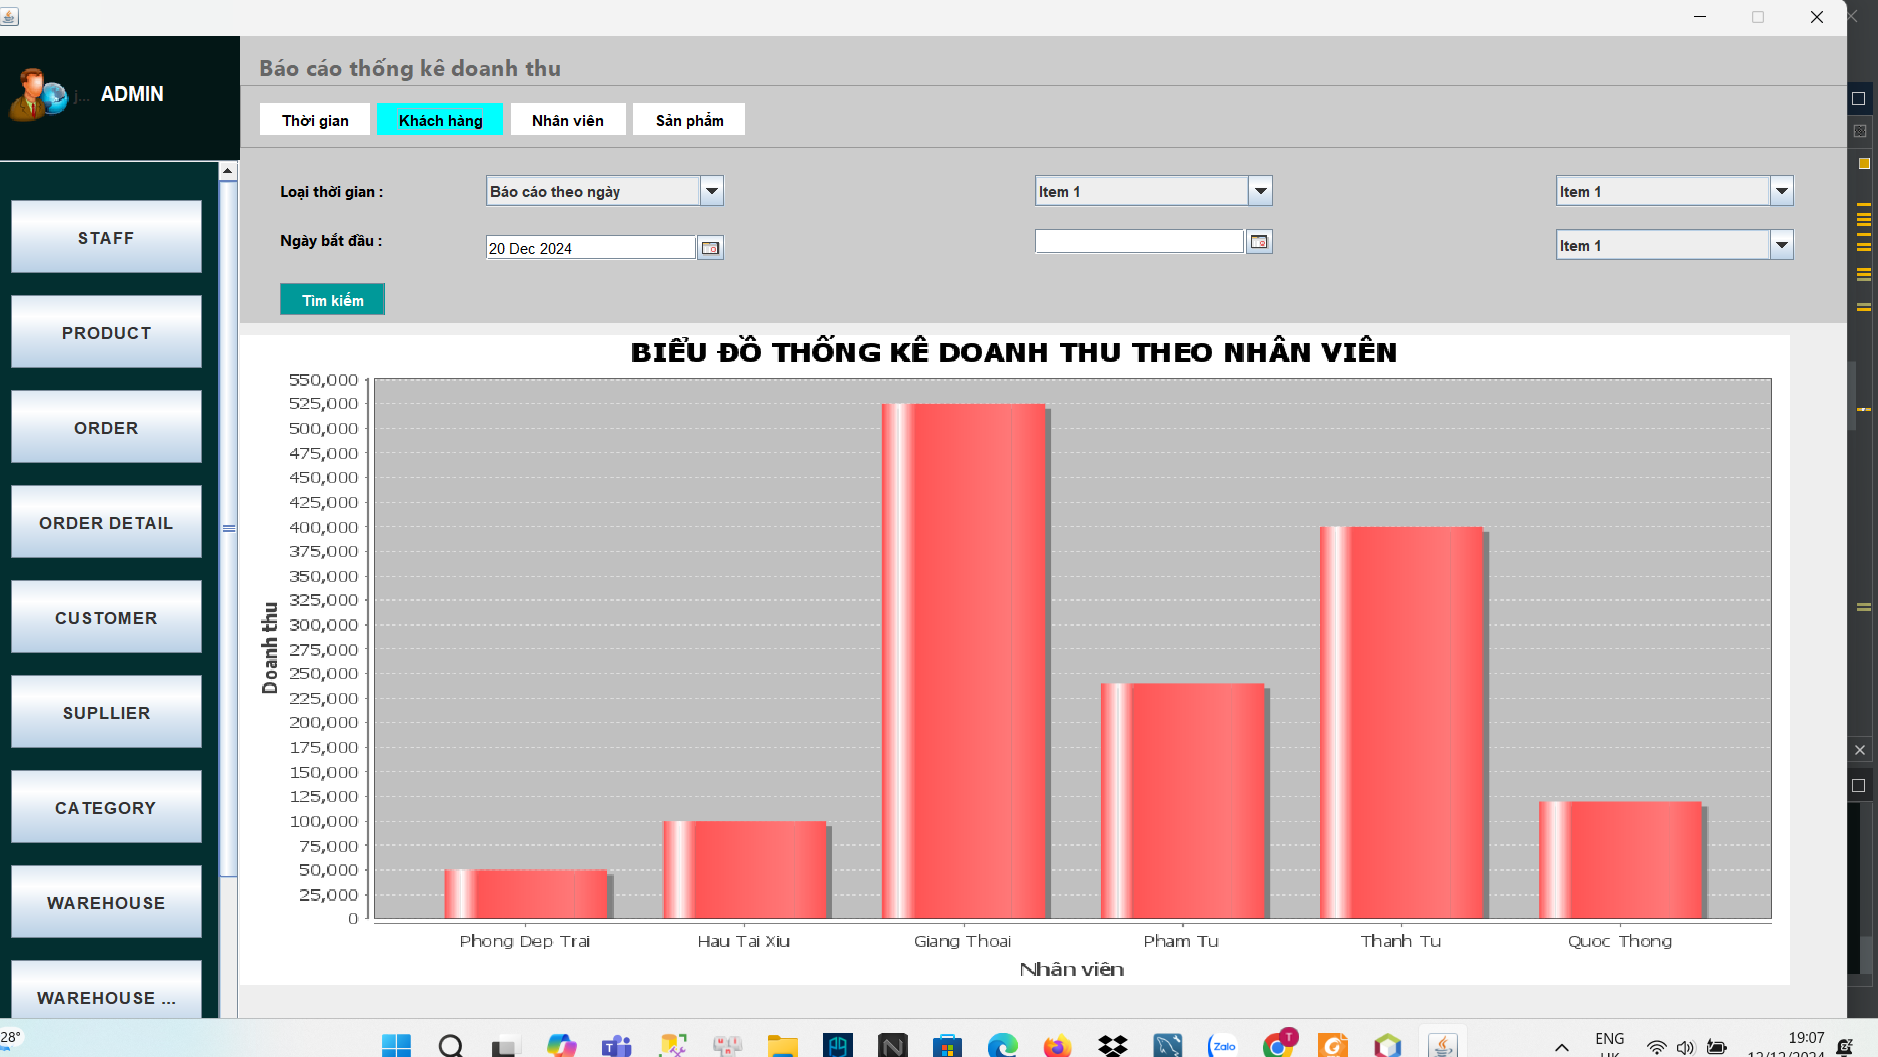 Báo cáo thống kê doanh thu
j... ADMIN
Thời gian Khách hàng Nhân viên Sản phẩm
Loại thời gian : Báo cáo theo ngày Item 1 Item 1
Ngày bắt đầu : 20 Dec 2024 Item 1
Tìm kiếm
STAFF
PRODUCT
ORDER
ORDER DETAIL
CUSTOMER
SUPLLIER
CATEGORY
WAREHOUSE
WAREHOUSE ...
BIỂU ĐỒ THỐNG KÊ DOANH THU THEO NHÂN VIÊN
550,000
525,000
500,000
475,000
450,000
425,000
400,000
375,000
350,000
325,000
300,000
275,000
250,000
225,000
200,000
175,000
150,000
125,000
100,000
75,000
50,000
25,000
0
Doanh thu
Phong Dep Trai Hau Tai Xiu Giang Thoai Pham Tu Thanh Tu Quoc Thong
Nhân viên
28°
Zalo
T
ENG
19:07